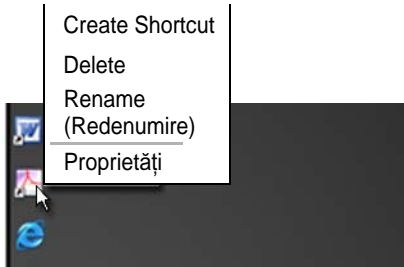 Create Shortcut
Delete
Rename
(Redenumire)
Proprietăți